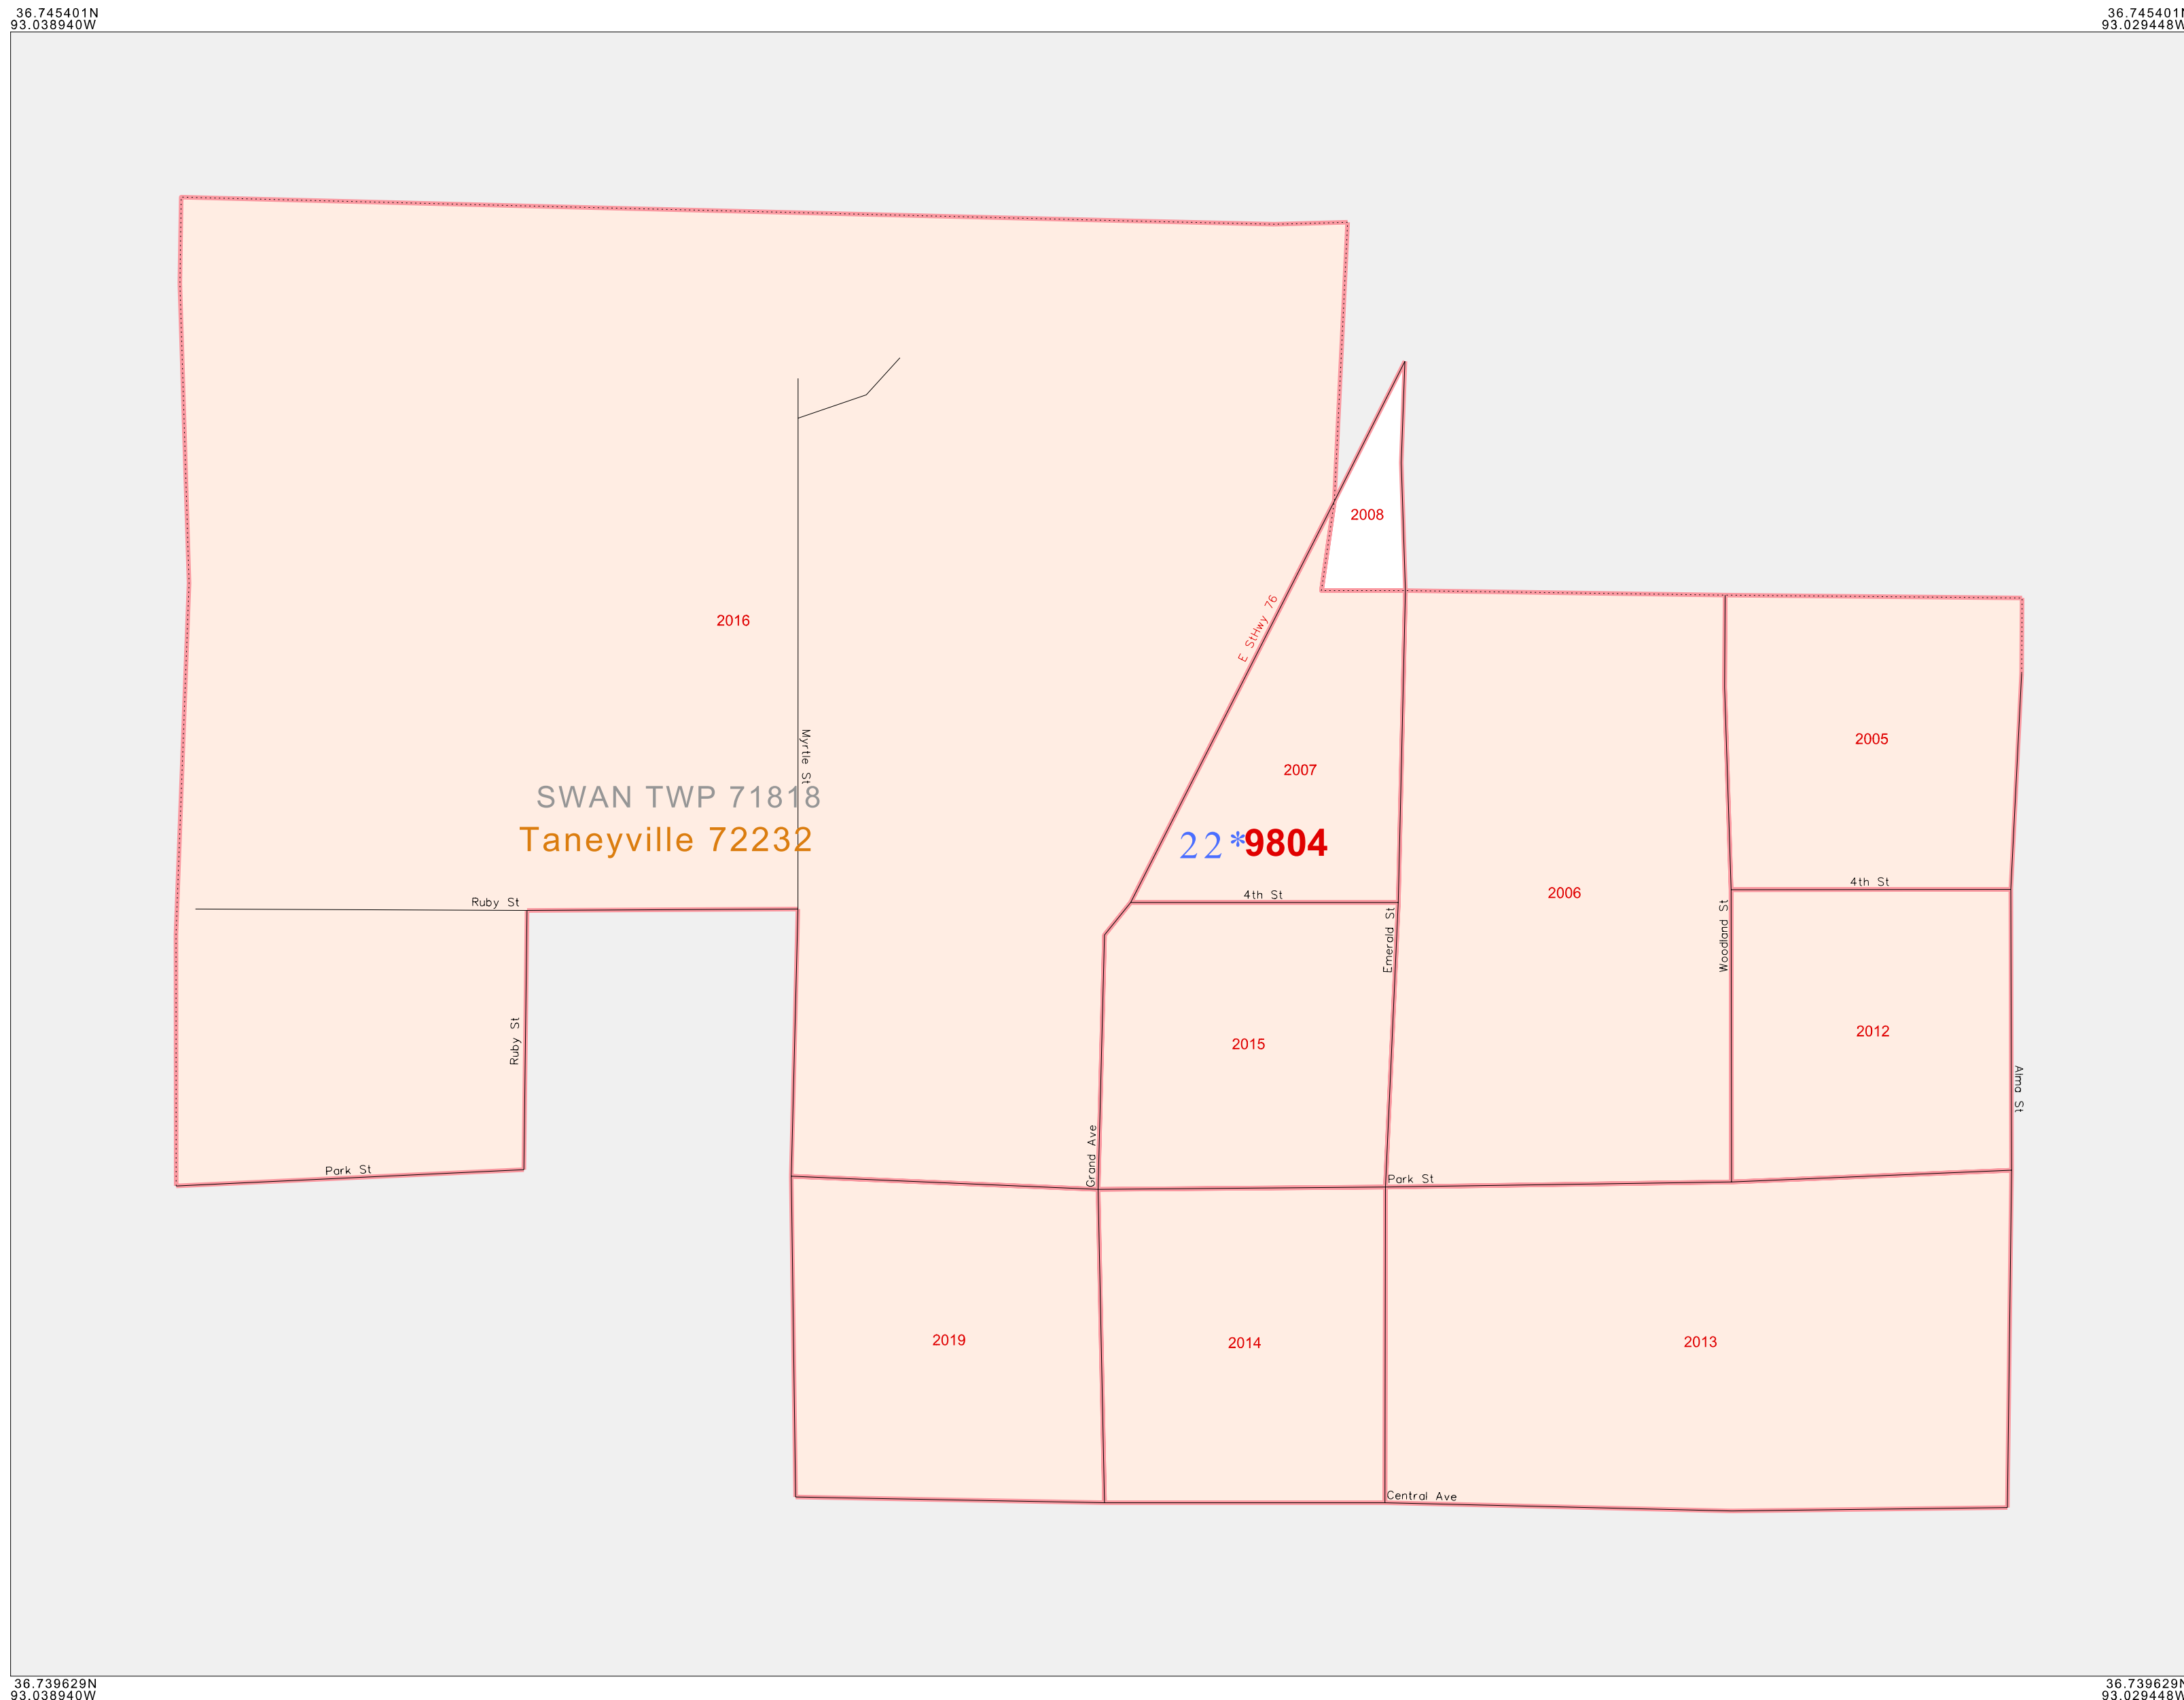 36.745401N
93.038940W
36.745401N
93.029448W
2008
E StHwy 76
2016
Myrtle St
2005
2007
SWAN TWP 71818
Taneyville 72232
22*9804
4th St
4th St
2006
Ruby St
Emerald St
Woodland St
Ruby St
2015
2012
Alma St
Grand Ave
Park St
Park St
2019
2014
2013
Central Ave
36.739629N
93.038940W
36.739629N
93.029448W